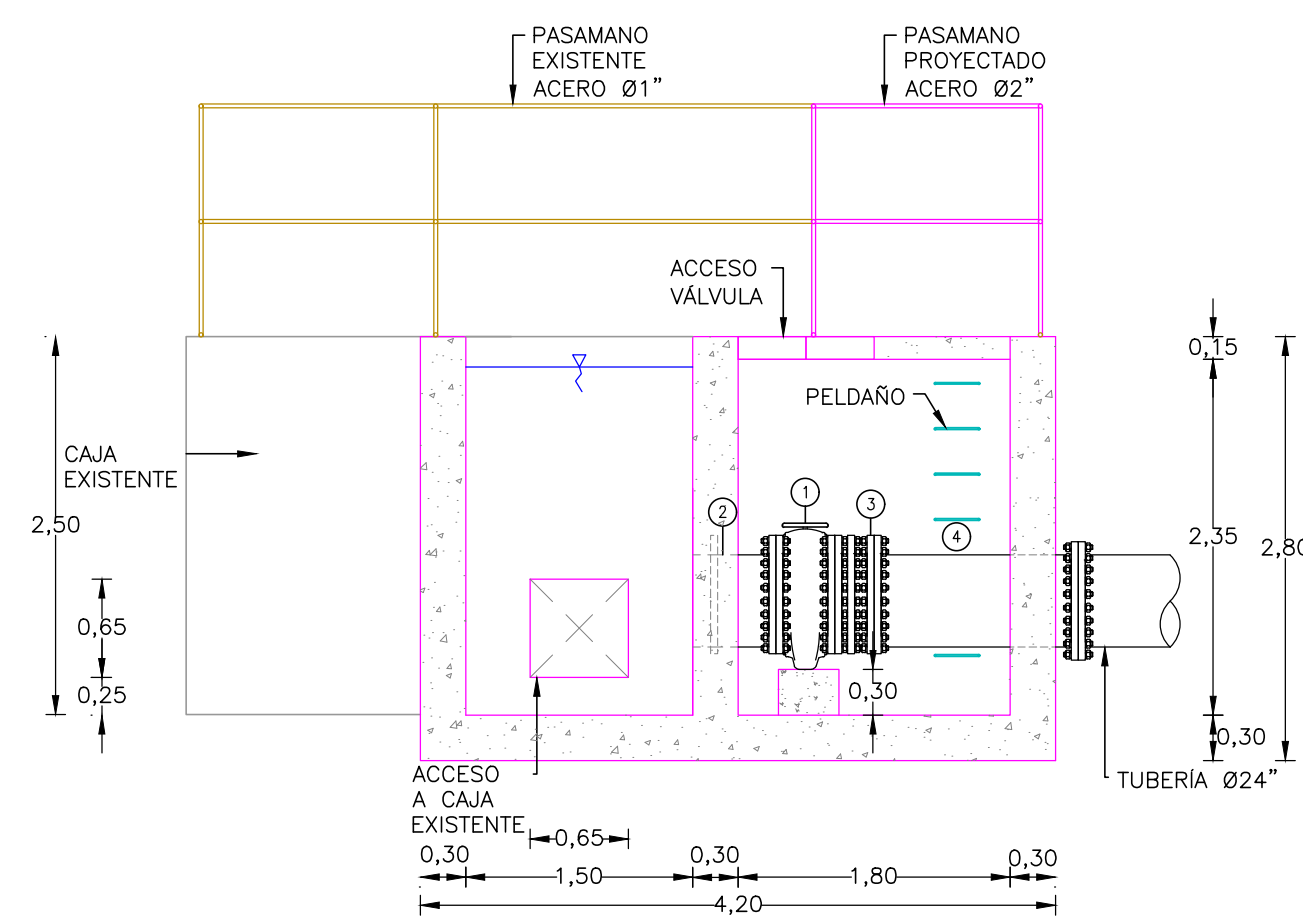 PASAMANO
EXISTENTE
ACERO Ø1”
PASAMANO
PROYECTADO
ACERO Ø2”
ACCESO
VÁLVULA
0,15
PELDAÑO
CAJA
EXISTENTE
2,50
1
2
3
4
2,35
2,80
0,65
0,25
0,30
0,30
ACCESO
A CAJA
EXISTENTE
TUBERÍA Ø24”
0,65
0,30
0,30
0,30
1,50
1,80
4,20